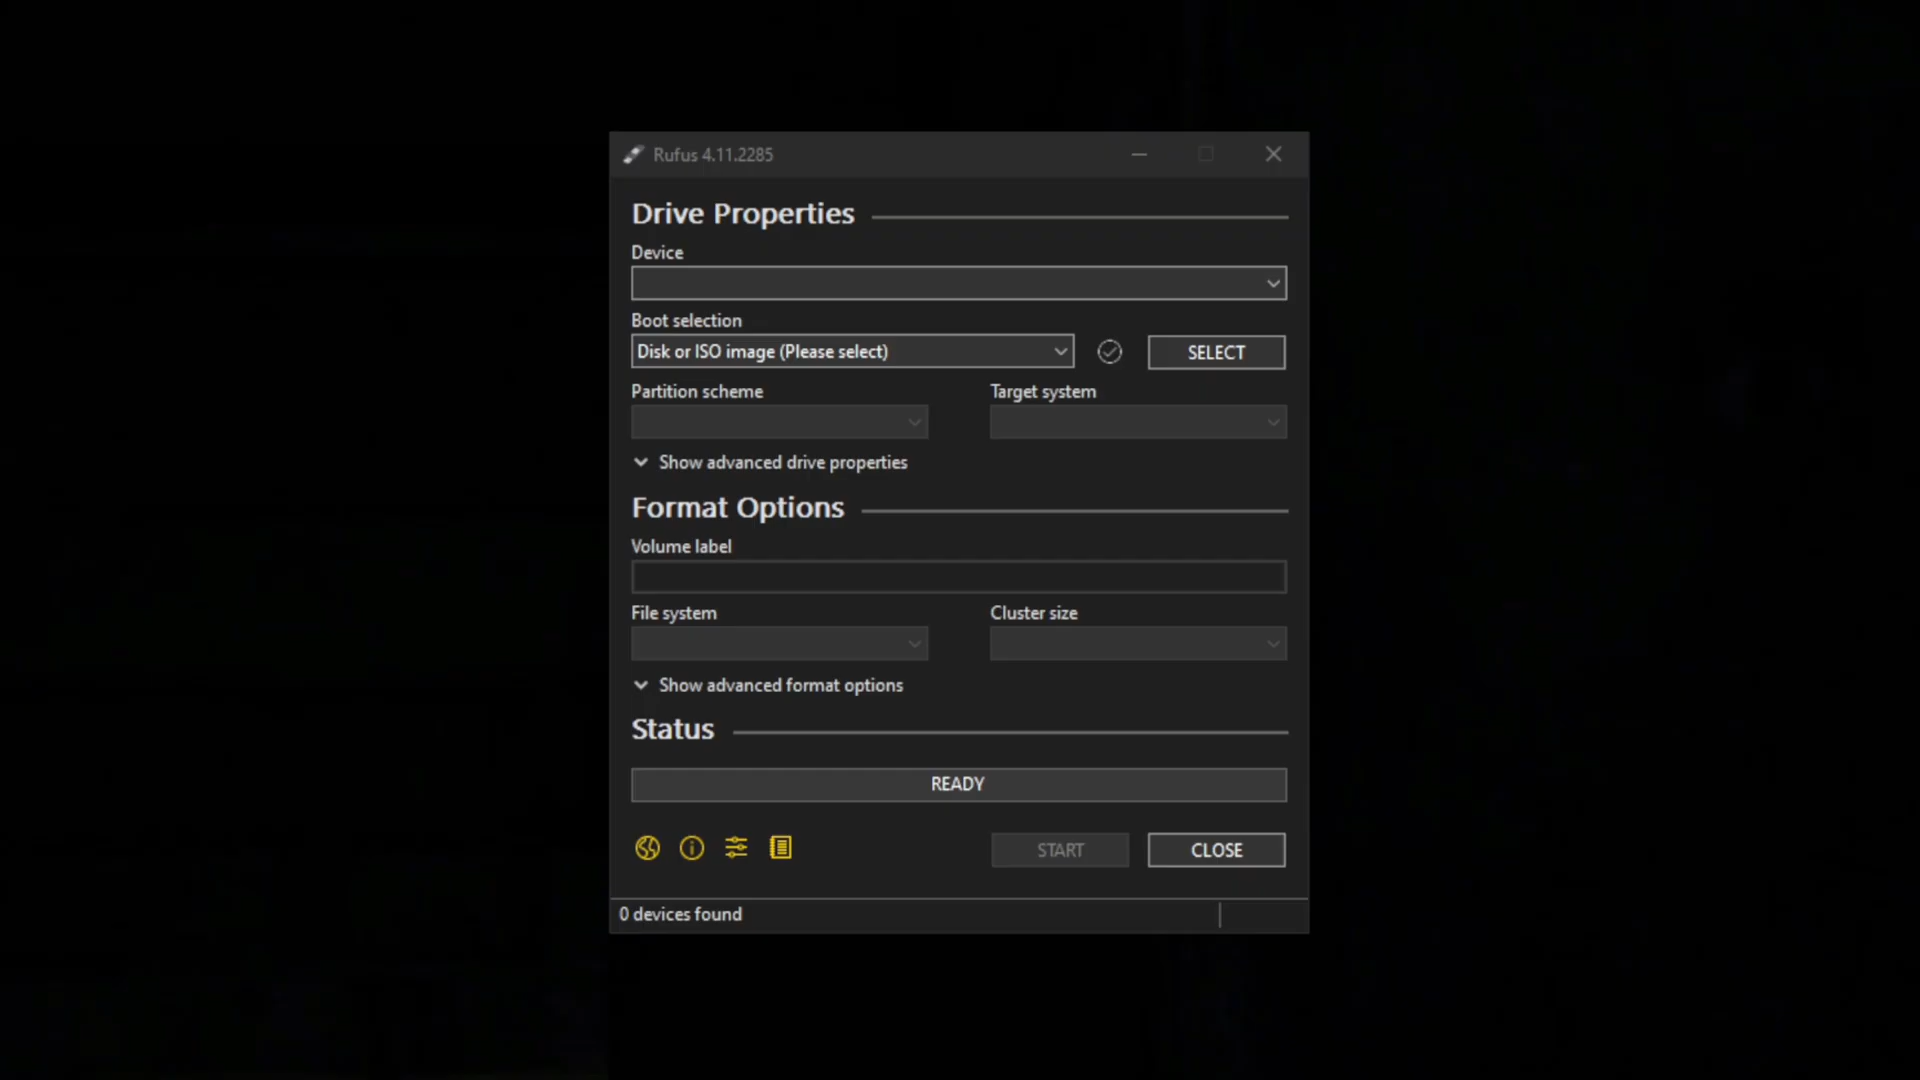 Rufus 4.11.2285
Drive Properties
Device
Boot selection
Disk or ISO image (Please select)
SELECT
Partition scheme
Target system
Show advanced drive properties
Format Options
Volume label
File system
Cluster size
Show advanced format options
Status
READY
START
CLOSE
0 devices found